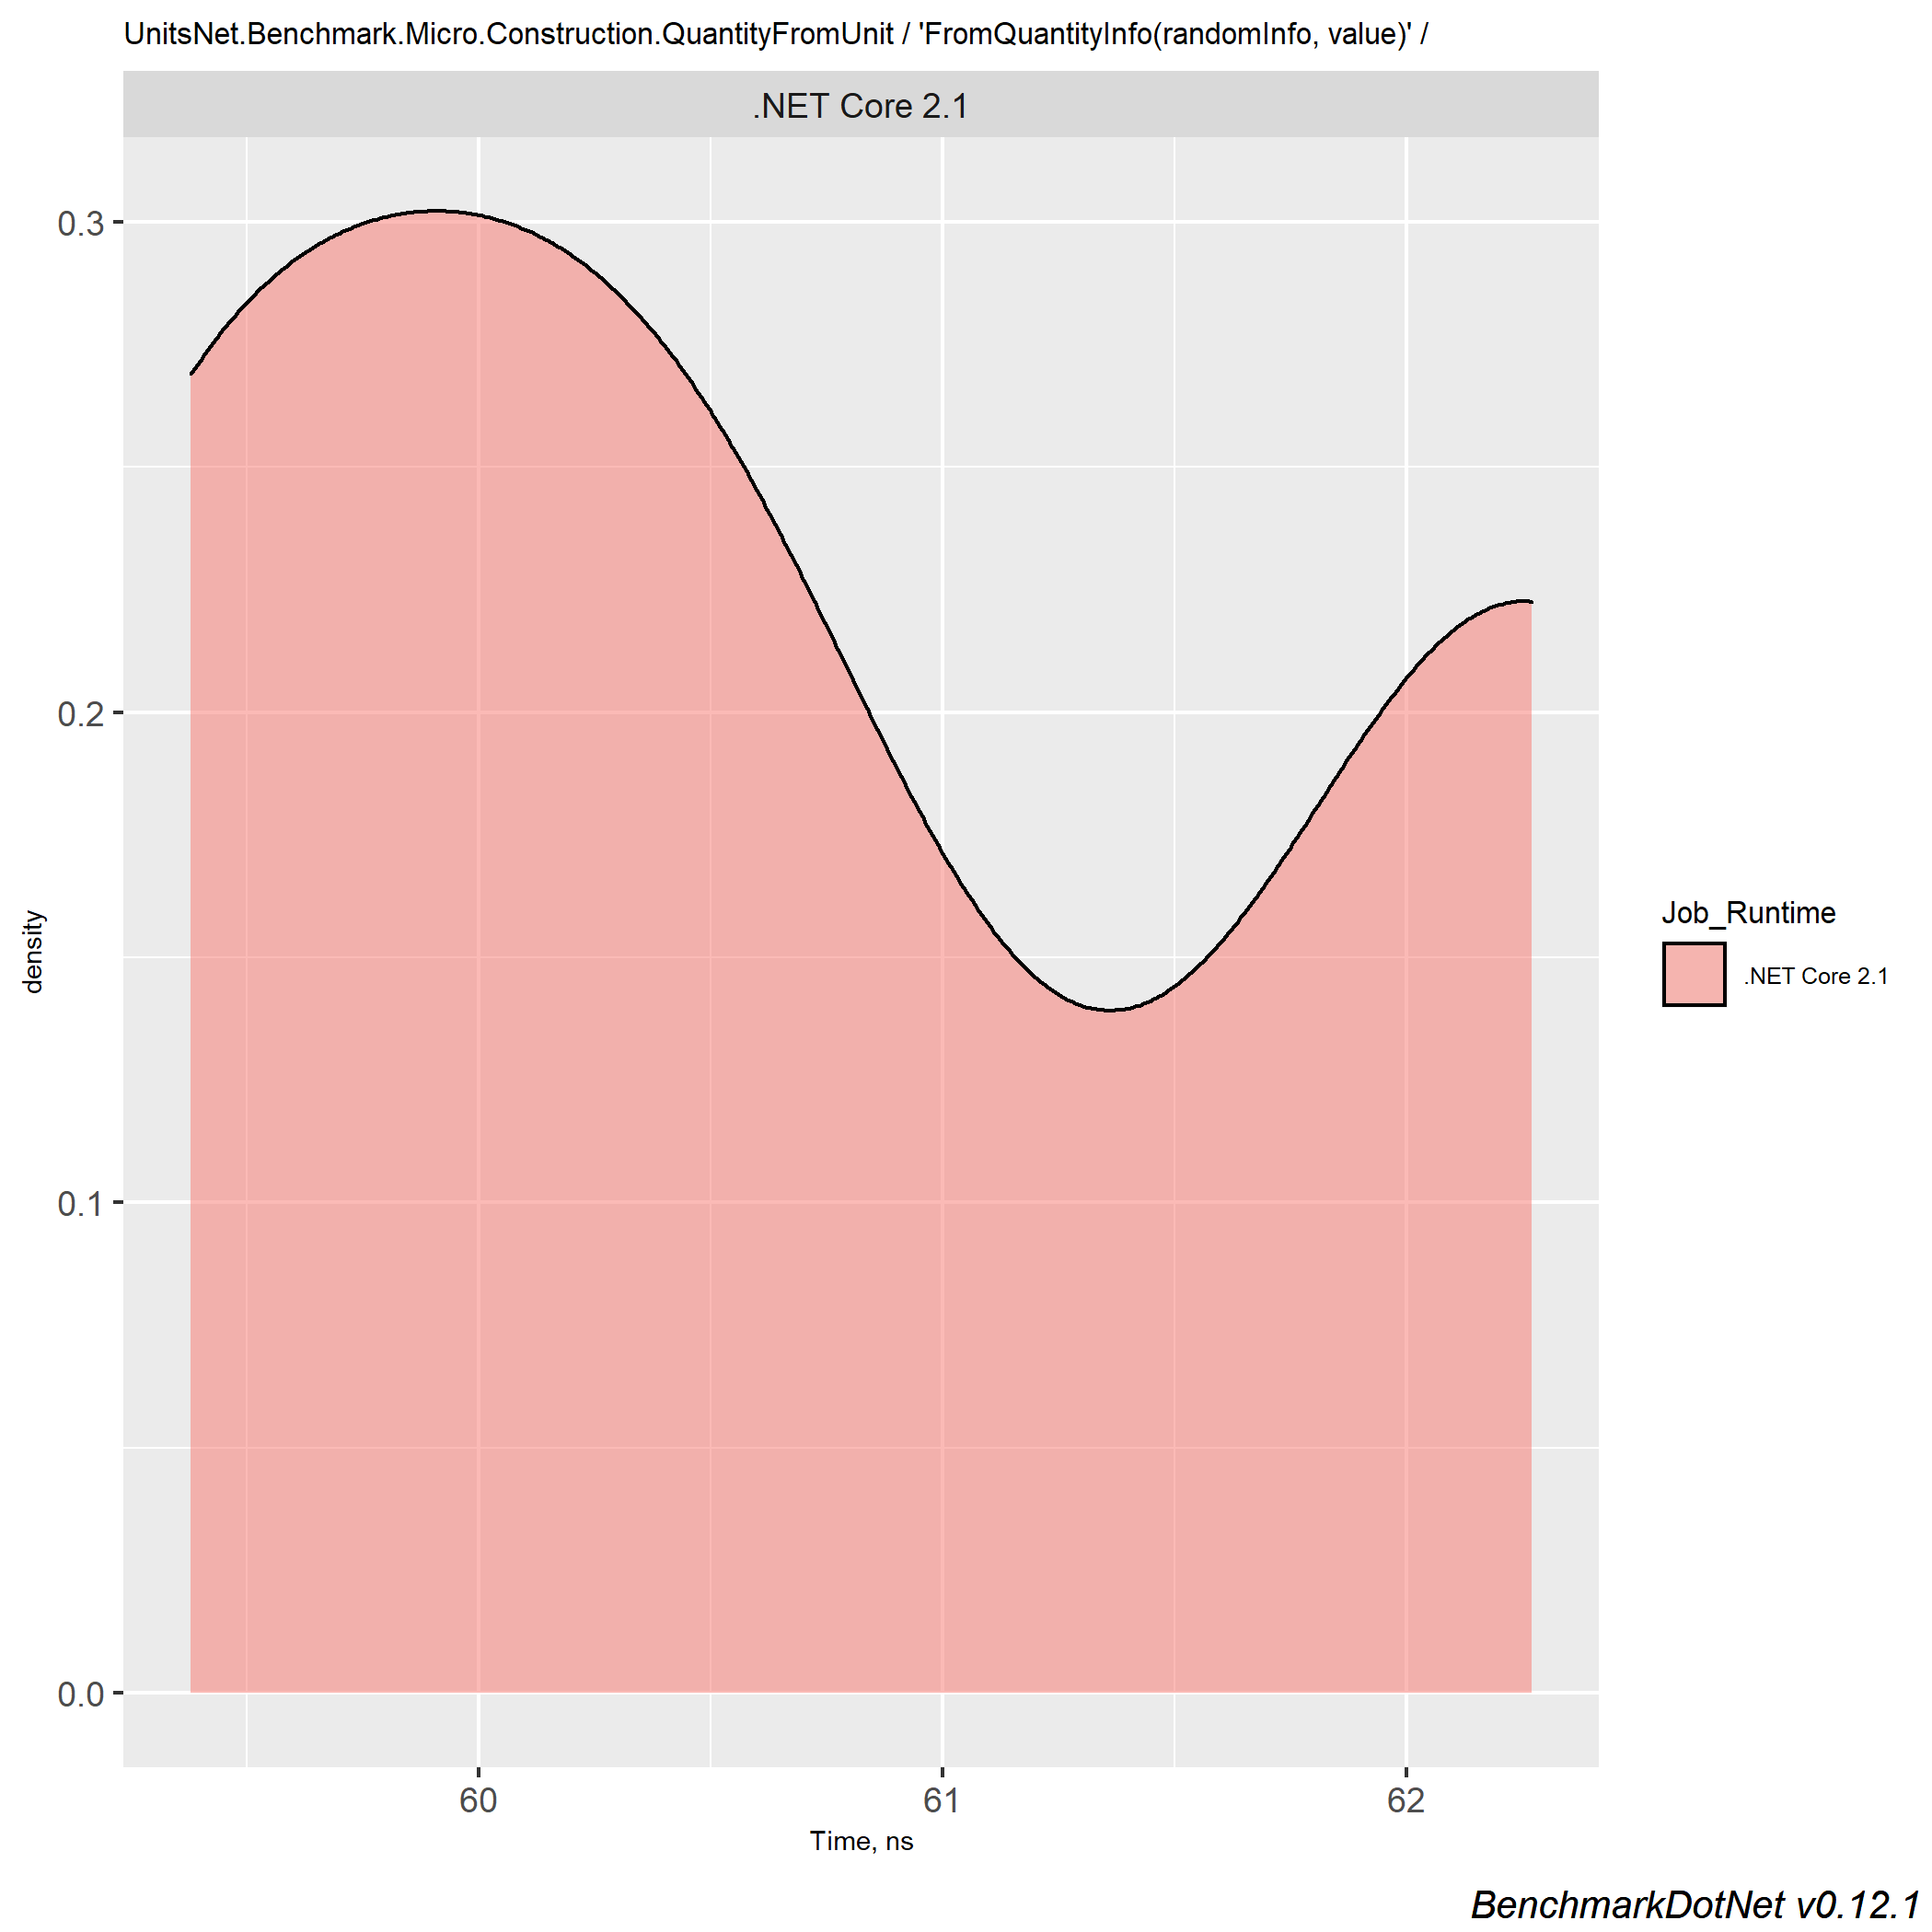 UnitsNet.Benchmark.Micro.Construction.QuantityFromUnit / 'FromQuantityInfo(randomInfo, value)' /
.NET Core 2.1
0.3
0.2
0.1
0.0
density
60 61 62
Time, ns
Job_Runtime
.NET Core 2.1
BenchmarkDotNet v0.12.1